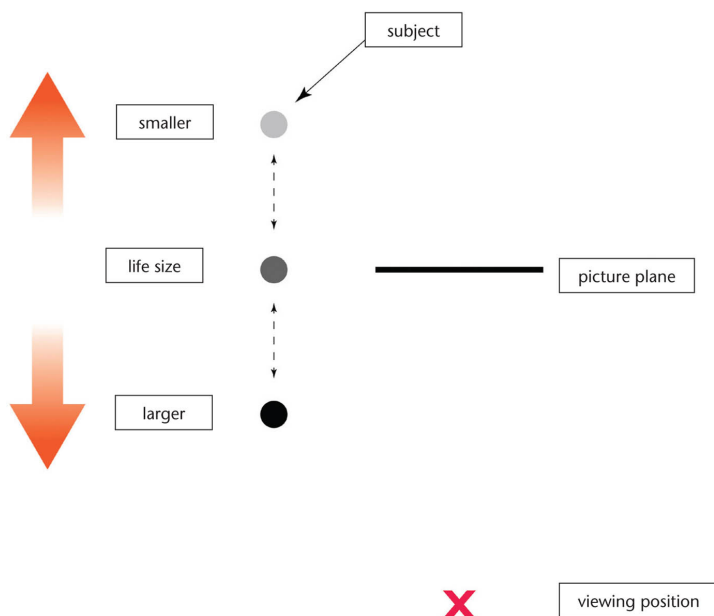 subject
smaller
life size
picture plane
larger
x
viewing position